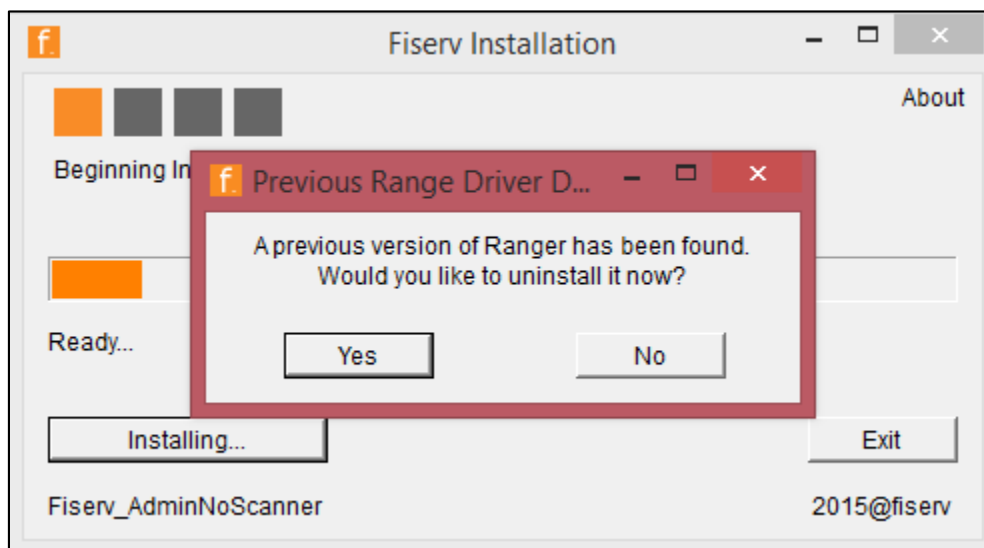 f
Fiserv Installation
About
Beginning In
f Previous Range Driver D...
A previous version of Ranger has been found.
Would you like to uninstall it now?
Ready...
Yes
No
Installing...
Exit
Fiserv_AdminNoScanner
2015@fiserv